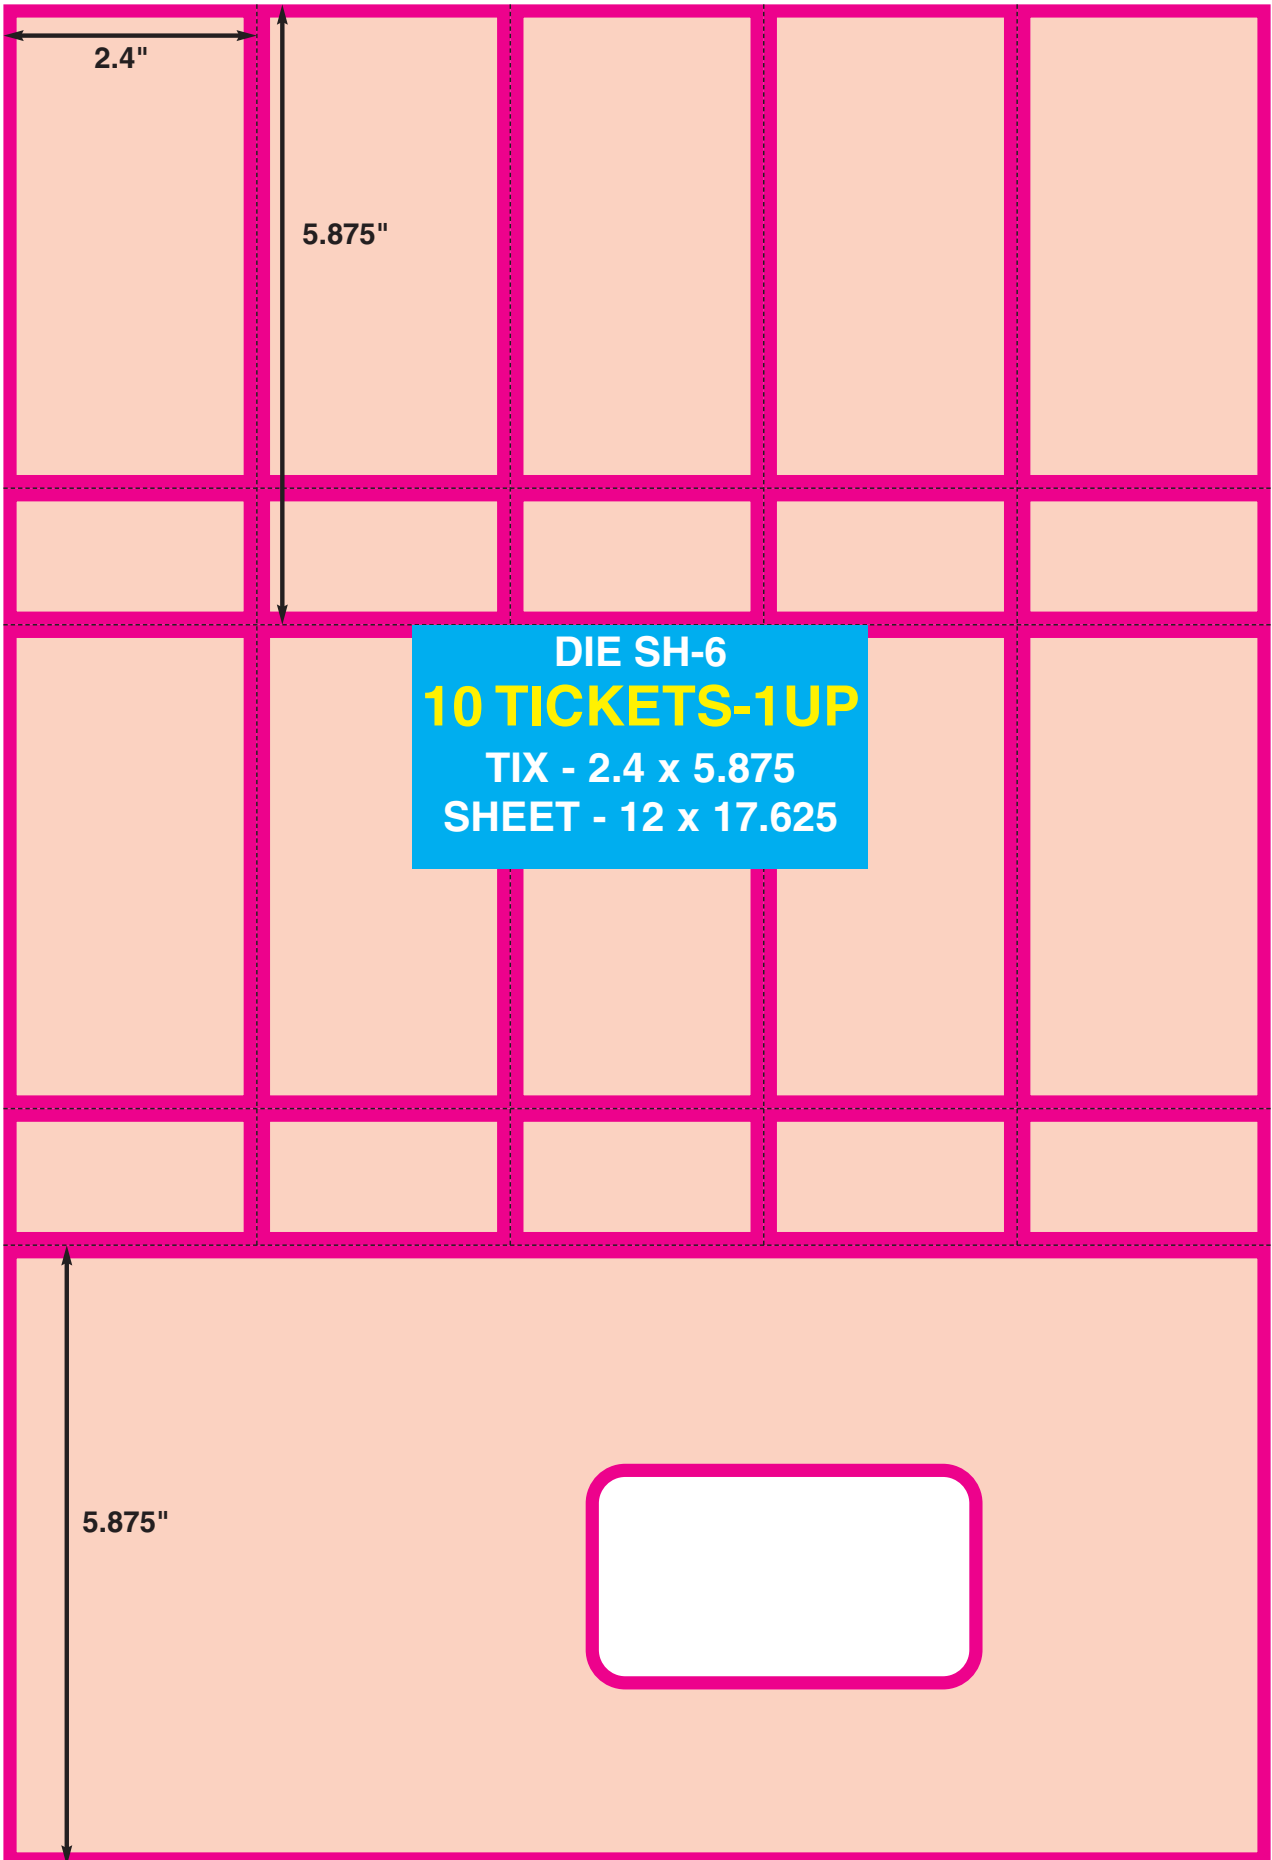 2.4"
5.875"
DIE SH-6
10 TICKETS-1UP
TIX - 2.4 x 5.875
SHEET - 12 x 17.625
5.875"